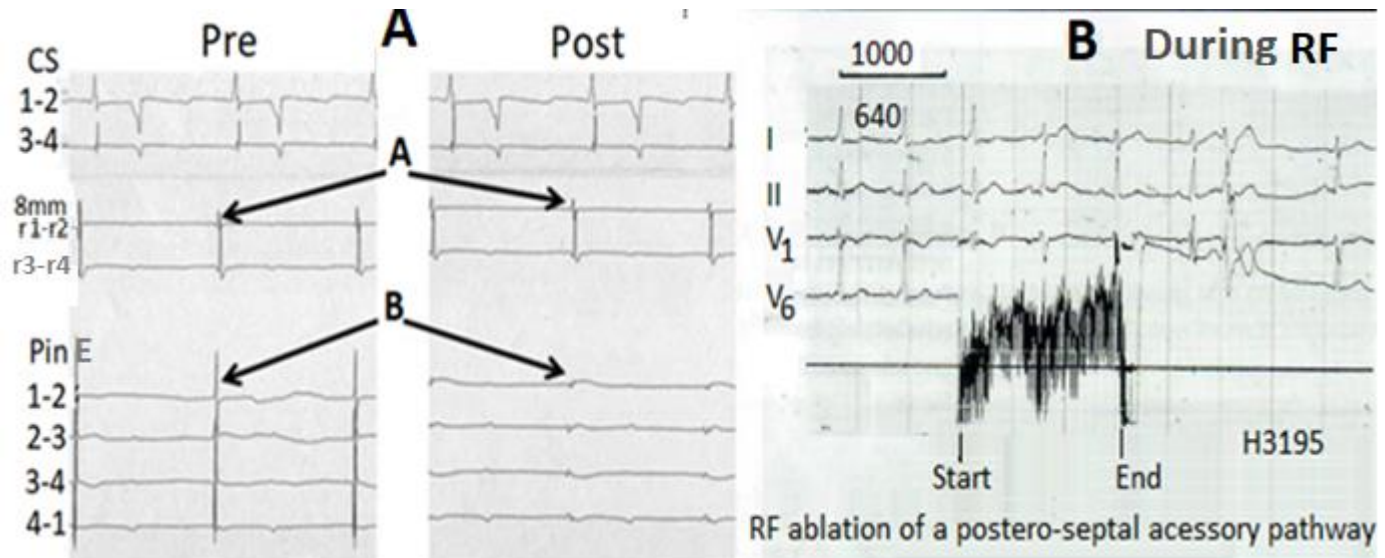 A
Pre
Post
CS
1-2
3-4
A
8mm
r1-r2
r3-r4
B
Pin E
1-2
2-3
3-4
4-1
B During RF
1000
640
I
II
V1
V6
Start
End
H3195
RF ablation of a postero-septal acessory pathway